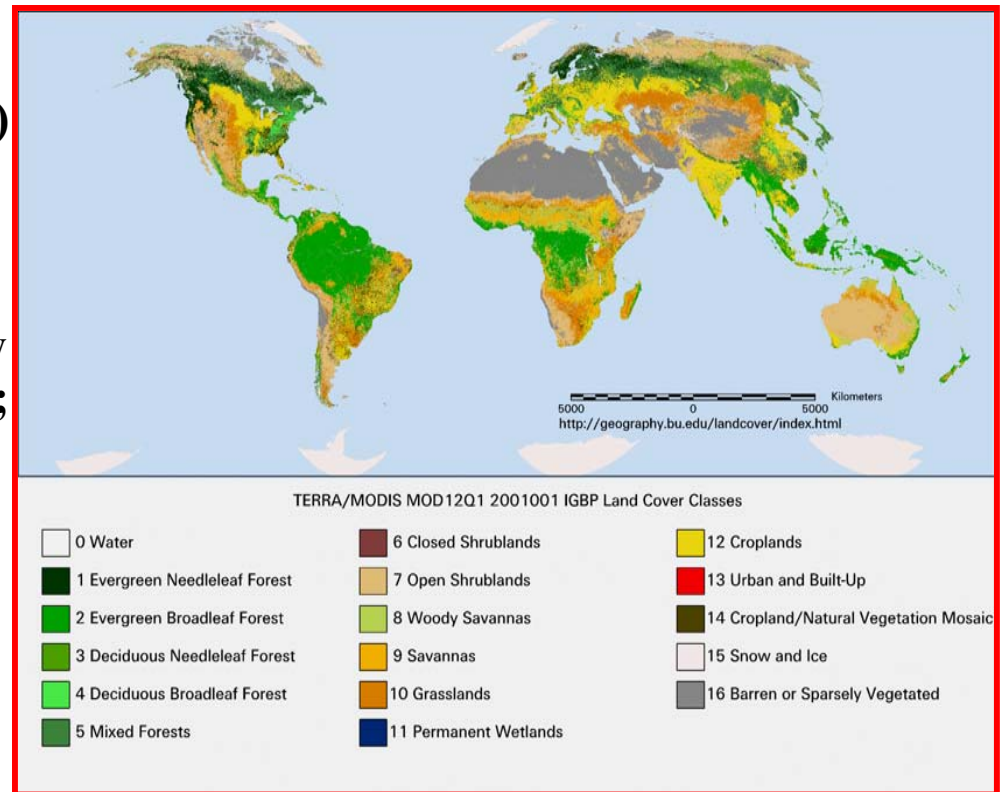 )
y
;
5000 0 5000 Kilometers
http://geography.bu.edu/landcover/index.html
TERRA/MODIS MOD12Q1 2001001 IGBP Land Cover Classes
0 Water
1 Evergreen Needleleaf Forest
2 Evergreen Broadleaf Forest
3 Deciduous Needleleaf Forest
4 Deciduous Broadleaf Forest
5 Mixed Forests
6 Closed Shrublands
7 Open Shrublands
8 Woody Savannas
9 Savannas
10 Grasslands
11 Permanent Wetlands
12 Croplands
13 Urban and Built-Up
14 Cropland/Natural Vegetation Mosaic
15 Snow and Ice
16 Barren or Sparsely Vegetated